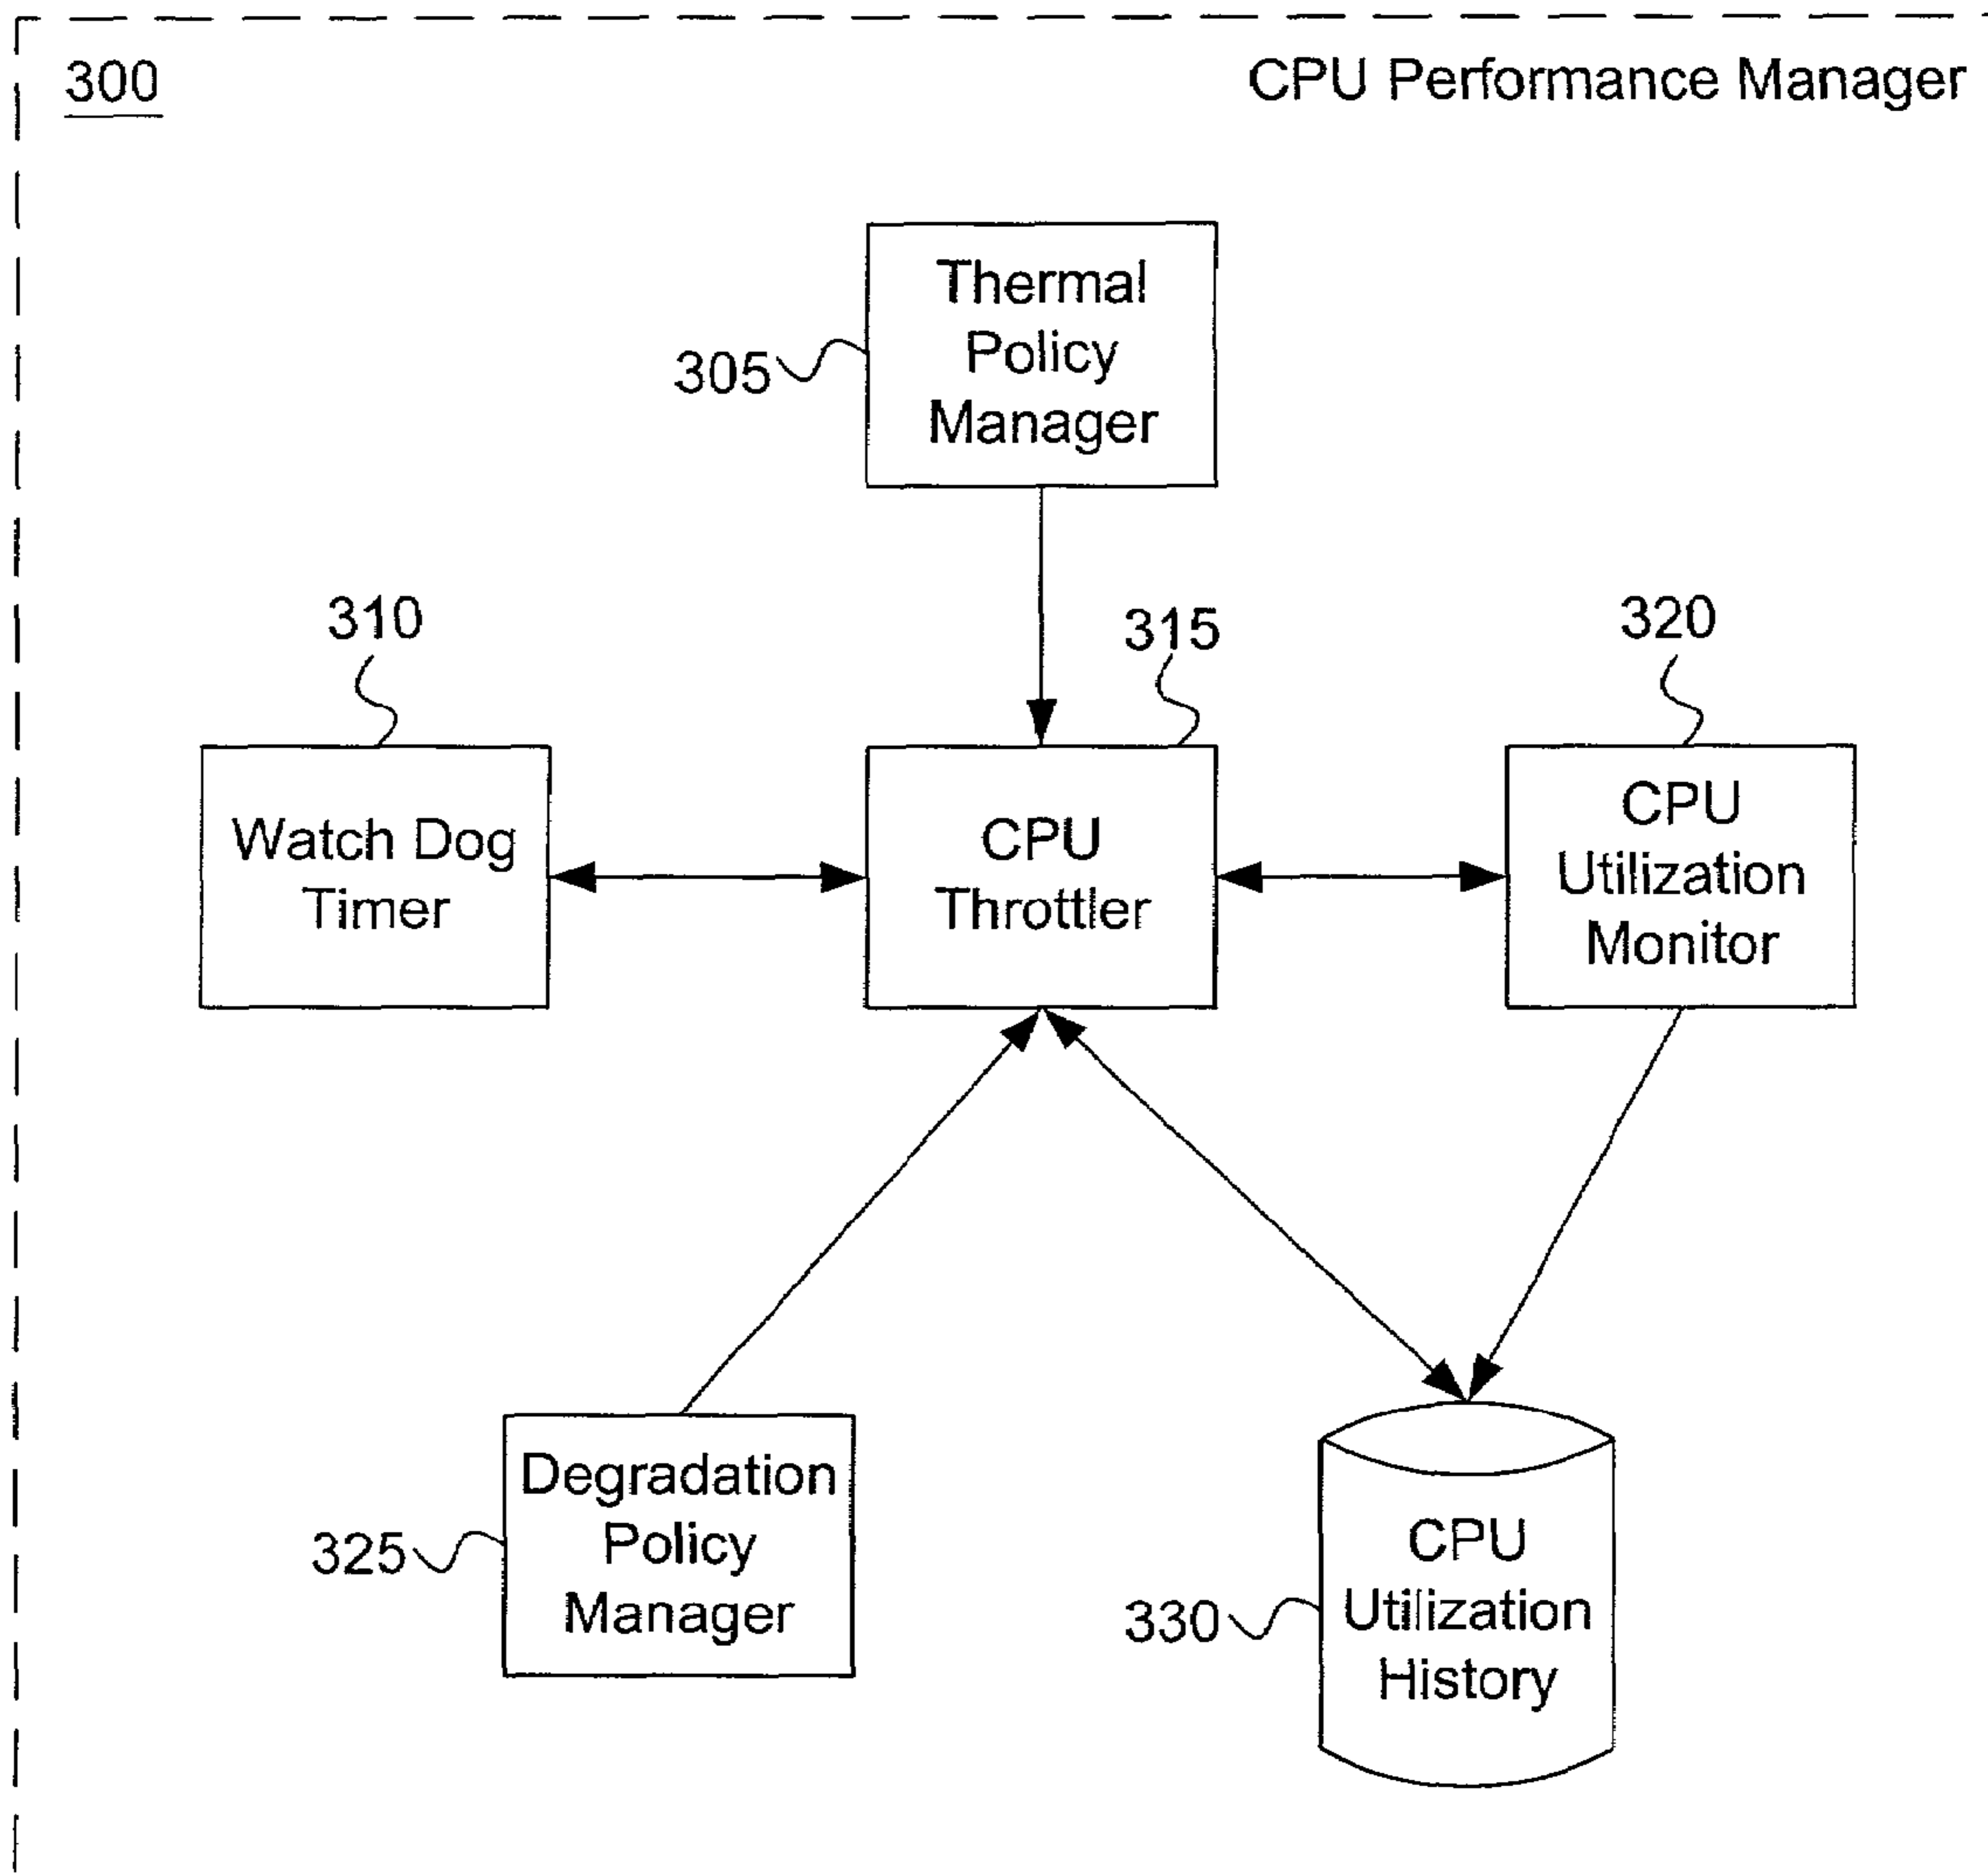 300
CPU Performance Manager
Thermal
Policy
Manager
305
310
315
320
Watch Dog
Timer
CPU
Throttler
CPU
Utilization
Monitor
Degradation
Policy
Manager
325
CPU
Utilization
History
330